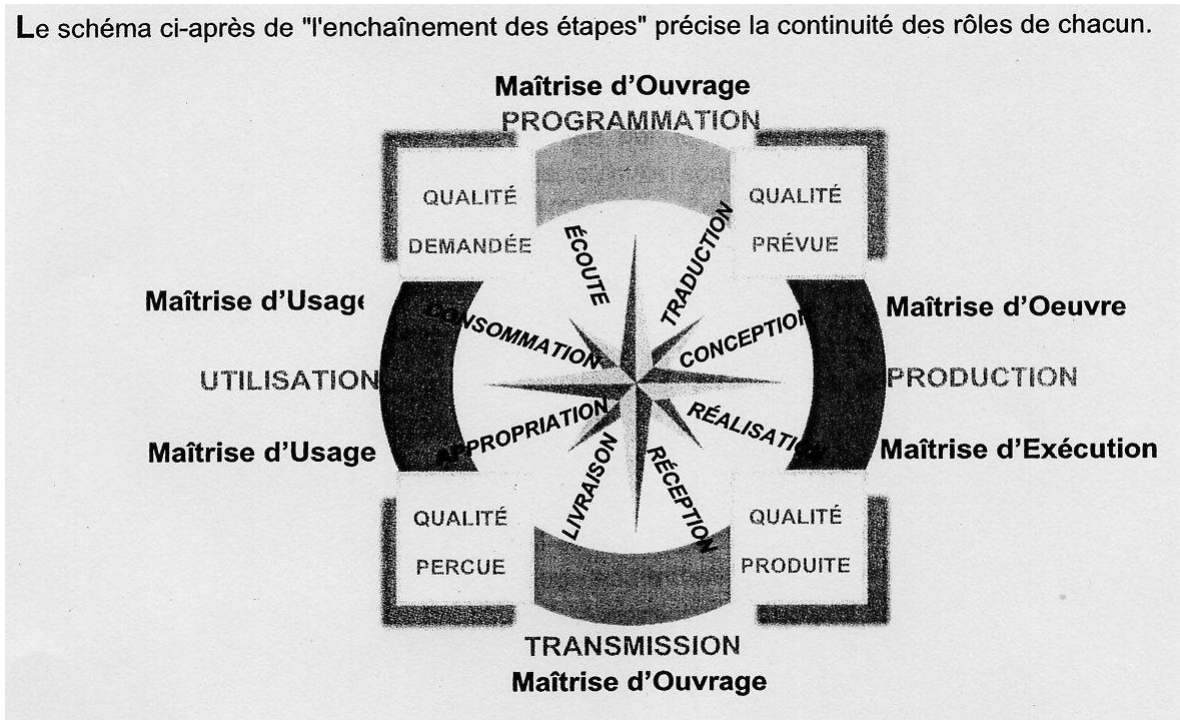 Le schéma ci-après de "l'enchaînement des étapes" précise la continuité des rôles de chacun.
Maîtrise d'Ouvrage
PROGRAMMATION
QUALITÉ
DEMANDÉE
QUALITÉ
PRÉVUE
ÉCOUTE
TRADUCTION
Maîtrise d'Usage
Maîtrise d'Oeuvre
CONSOMMATION
CONCEPTION
UTILISATION
PRODUCTION
APPROPRIATION
RÉALISATION
Maîtrise d'Usage
Maîtrise d'Exécution
LIVRAISON
RÉCEPTION
QUALITÉ
PERCUE
QUALITÉ
PRODUITE
TRANSMISSION
Maîtrise d'Ouvrage